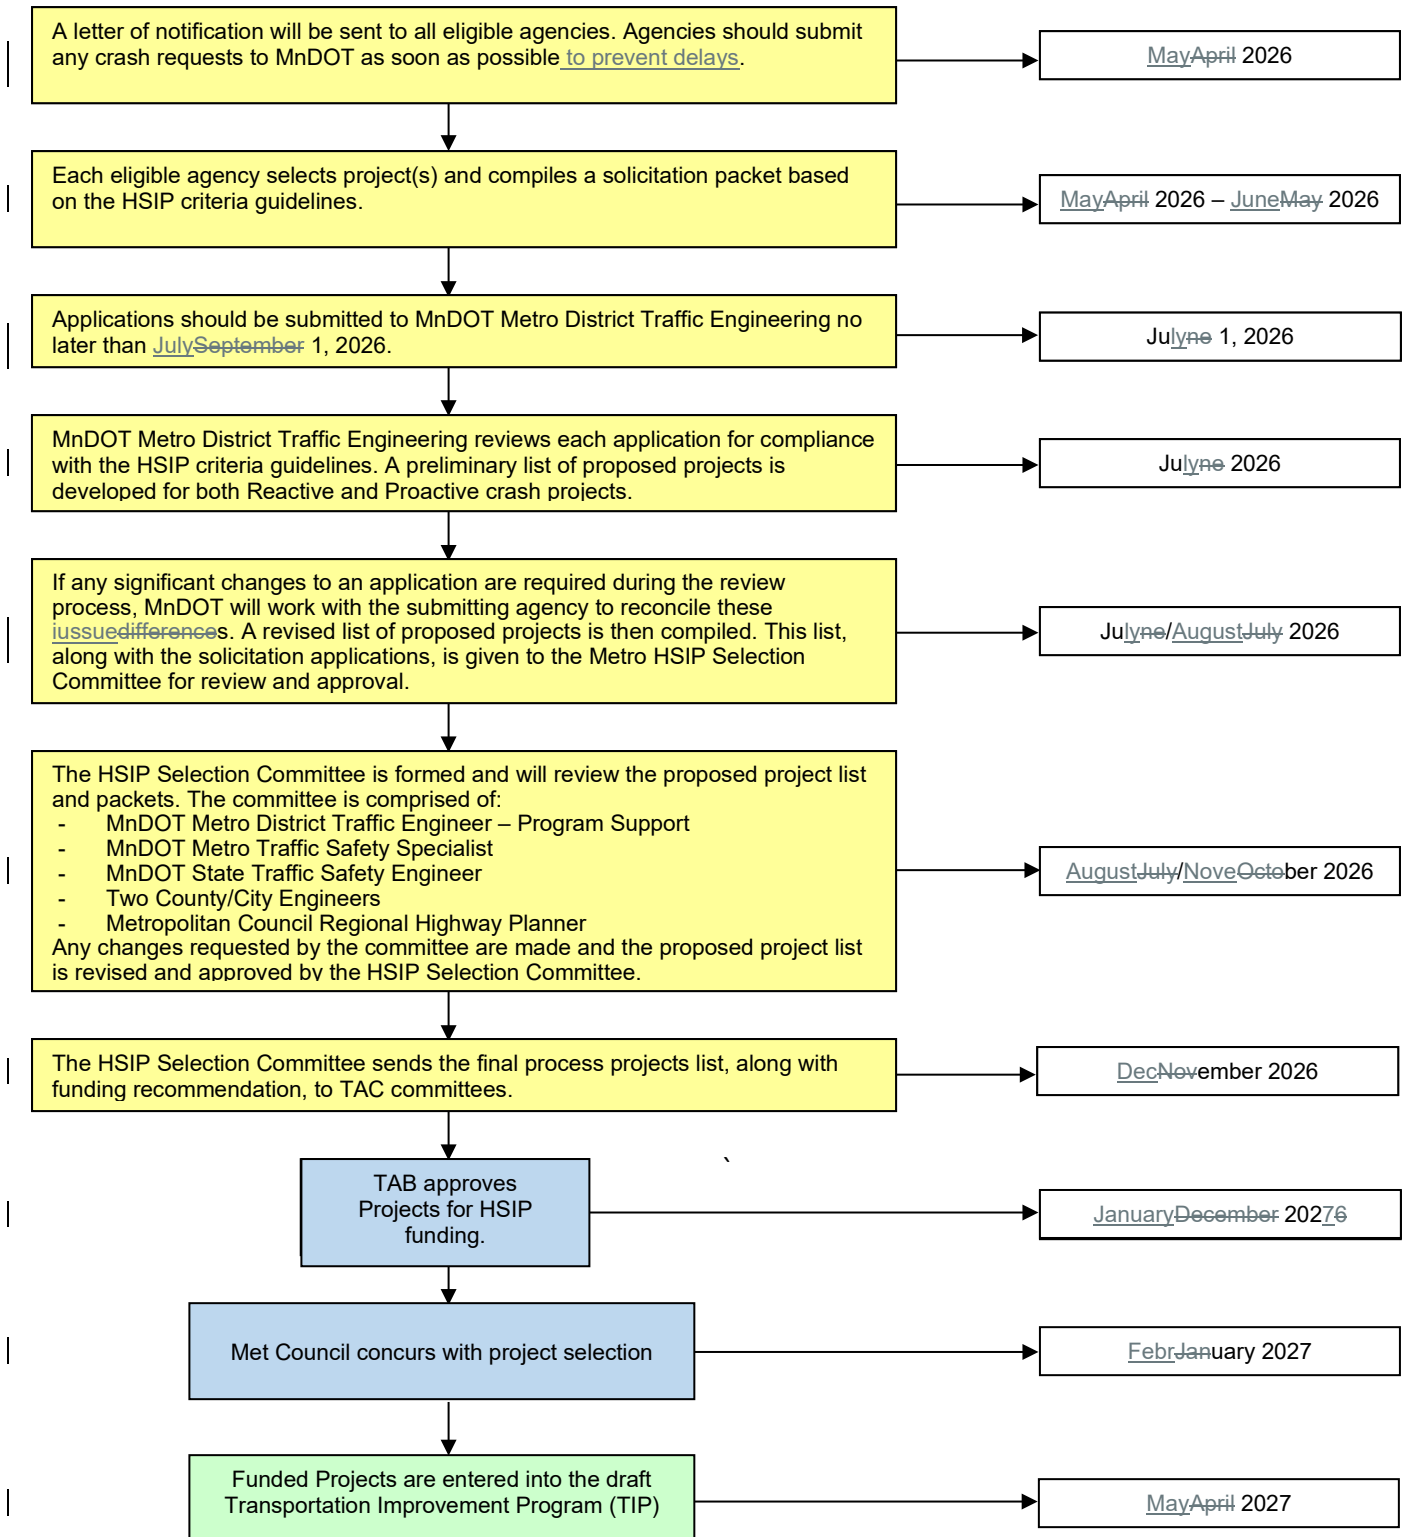 A letter of notification will be sent to all eligible agencies. Agencies should submit
any crash requests to MnDOT as soon as possible to prevent delays.
MayApril 2026
Each eligible agency selects project(s) and compiles a solicitation packet based
on the HSIP criteria guidelines.
MayApril 2026 – JuneMay 2026
Applications should be submitted to MnDOT Metro District Traffic Engineering no
later than JulySeptember 1, 2026.
Julyne 1, 2026
MnDOT Metro District Traffic Engineering reviews each application for compliance
with the HSIP criteria guidelines. A preliminary list of proposed projects is
developed for both Reactive and Proactive crash projects.
Julyne 2026
If any significant changes to an application are required during the review
process, MnDOT will work with the submitting agency to reconcile these
iussuedifferences. A revised list of proposed projects is then compiled. This list,
along with the solicitation applications, is given to the Metro HSIP Selection
Committee for review and approval.
Julyne/AugustJuly 2026
The HSIP Selection Committee is formed and will review the proposed project list
and packets. The committee is comprised of:
- MnDOT Metro District Traffic Engineer – Program Support
- MnDOT Metro Traffic Safety Specialist
- MnDOT State Traffic Safety Engineer
- Two County/City Engineers
- Metropolitan Council Regional Highway Planner
Any changes requested by the committee are made and the proposed project list
is revised and approved by the HSIP Selection Committee.
AugustJuly/NoveOctober 2026
The HSIP Selection Committee sends the final process projects list, along with
funding recommendation, to TAC committees.
DecNovember 2026
`
TAB approves
Projects for HSIP
funding.
JanuaryDecember 20276
Met Council concurs with project selection
FebrJanuary 2027
Funded Projects are entered into the draft
Transportation Improvement Program (TIP)
MayApril 2027